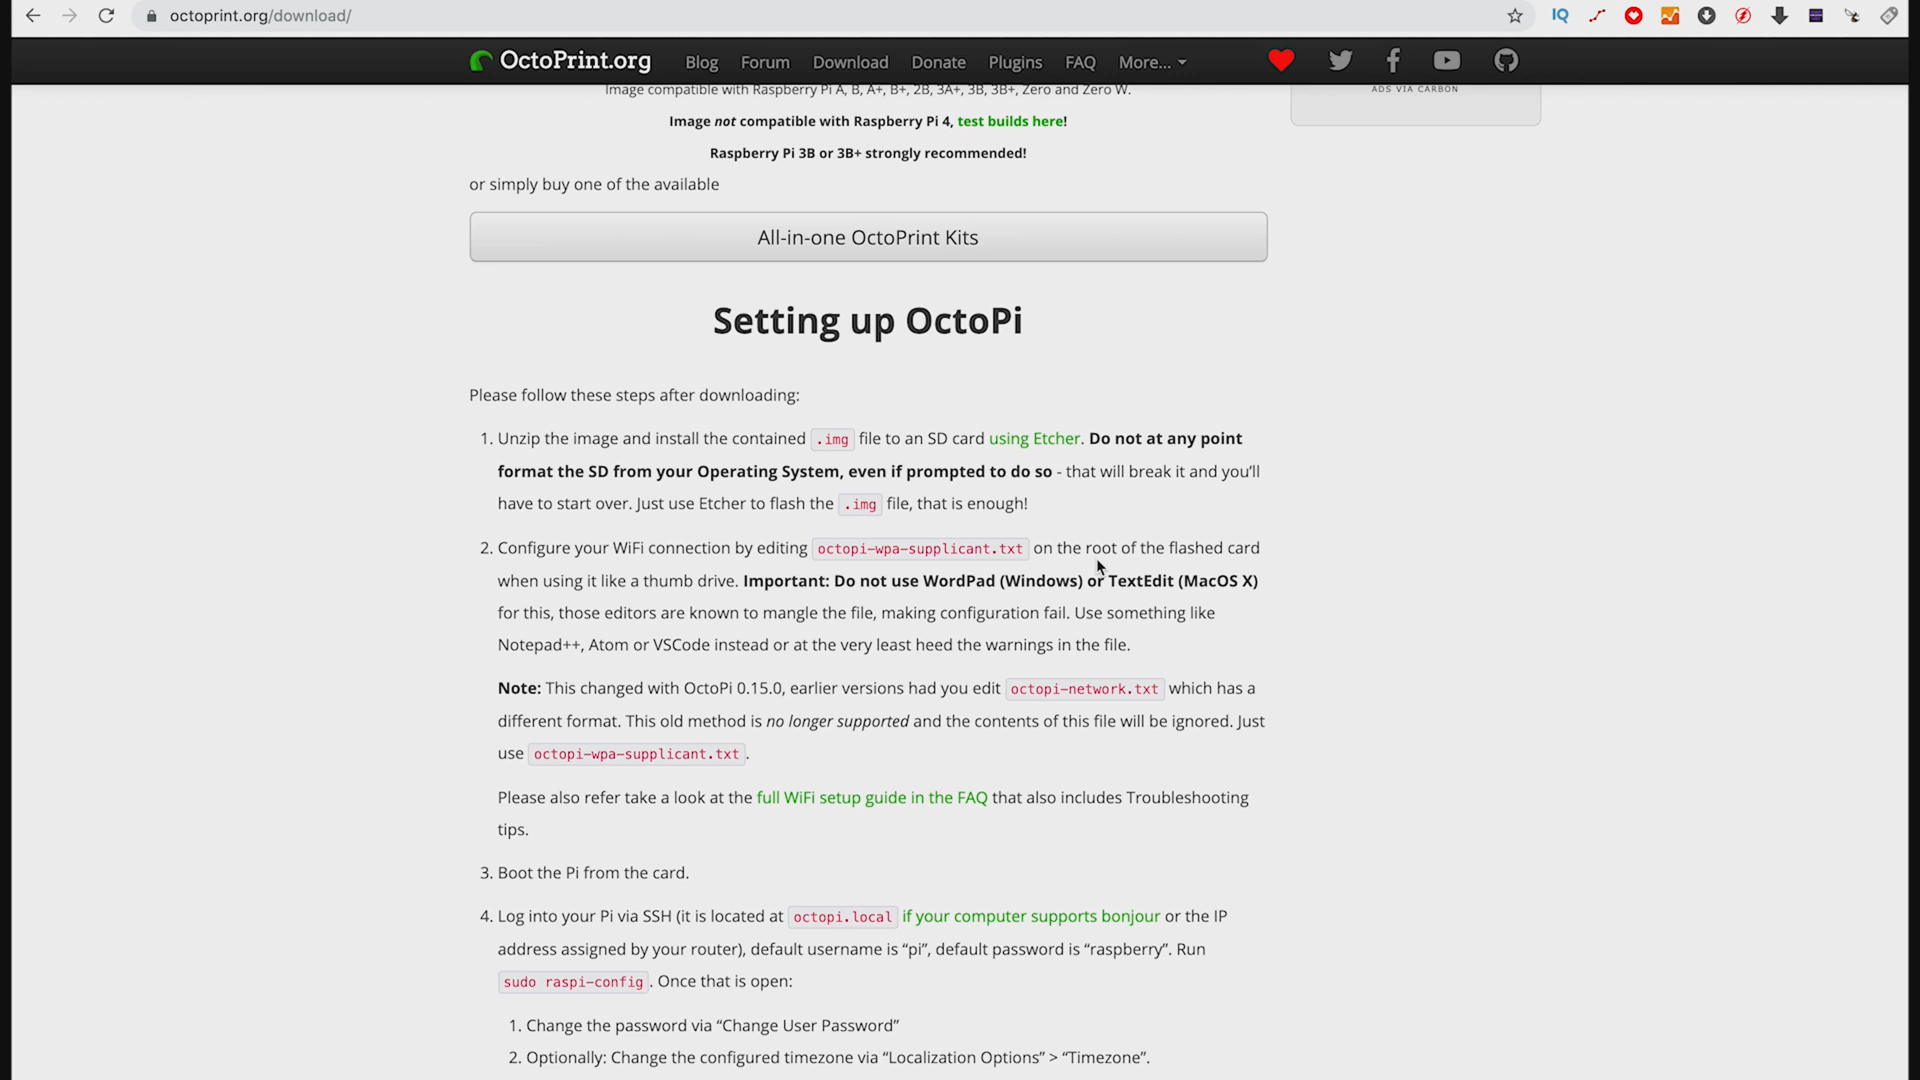 octoprint.org/download/
IQ
OctoPrint.org Blog Forum Download Donate Plugins FAQ More...
Image compatible with Raspberry Pi A, B, A+, B+, 2B, 3A+, 3B, 3B+, Zero and Zero W.
ADS VIA CARBON
Image not compatible with Raspberry Pi 4, test builds here!
Raspberry Pi 3B or 3B+ strongly recommended!
or simply buy one of the available
All-in-one OctoPrint Kits
Setting up OctoPi
Please follow these steps after downloading:
1. Unzip the image and install the contained .img file to an SD card using Etcher. Do not at any point
format the SD from your Operating System, even if prompted to do so - that will break it and you'll
have to start over. Just use Etcher to flash the .img file, that is enough!
2. Configure your WiFi connection by editing octopi-wpa-supplicant.txt on the root of the flashed card
when using it like a thumb drive. Important: Do not use WordPad (Windows) or TextEdit (MacOS X)
for this, those editors are known to mangle the file, making configuration fail. Use something like
Notepad++, Atom or VSCode instead or at the very least heed the warnings in the file.
Note: This changed with OctoPi 0.15.0, earlier versions had you edit octopi-network.txt which has a
different format. This old method is no longer supported and the contents of this file will be ignored. Just
use octopi-wpa-supplicant.txt.
Please also refer take a look at the full WiFi setup guide in the FAQ that also includes Troubleshooting
tips.
3. Boot the Pi from the card.
4. Log into your Pi via SSH (it is located at octopi.local if your computer supports bonjour or the IP
address assigned by your router), default username is “pi”, default password is “raspberry”. Run
sudo raspi-config. Once that is open:
1. Change the password via “Change User Password”
2. Optionally: Change the configured timezone via “Localization Options” > “Timezone”.